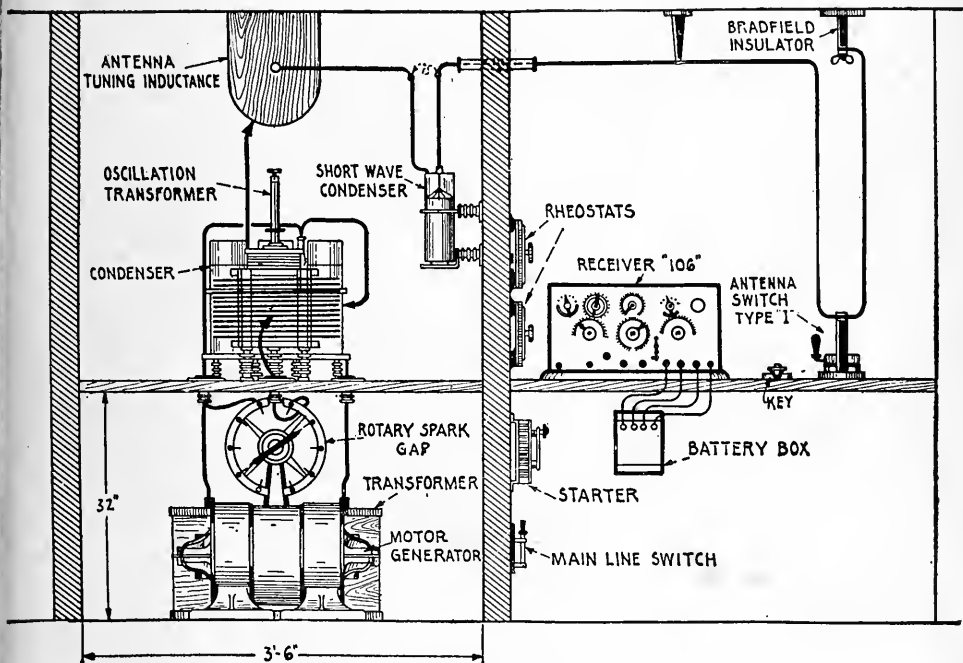 ANTENNA
TUNING INDUCTANCE
BRADFIELD
INSULATOR
OSCILLATION
TRANSFORMER
SHORT WAVE
CONDENSER
CONDENSER
RHEOSTATS
RECEIVER "106"
ANTENNA
SWITCH
TYPE "I"
KEY
ROTARY SPARK
GAP
BATTERY BOX
TRANSFORMER
STARTER
32"
MOTOR
GENERATOR
MAIN LINE SWITCH
3'-6"